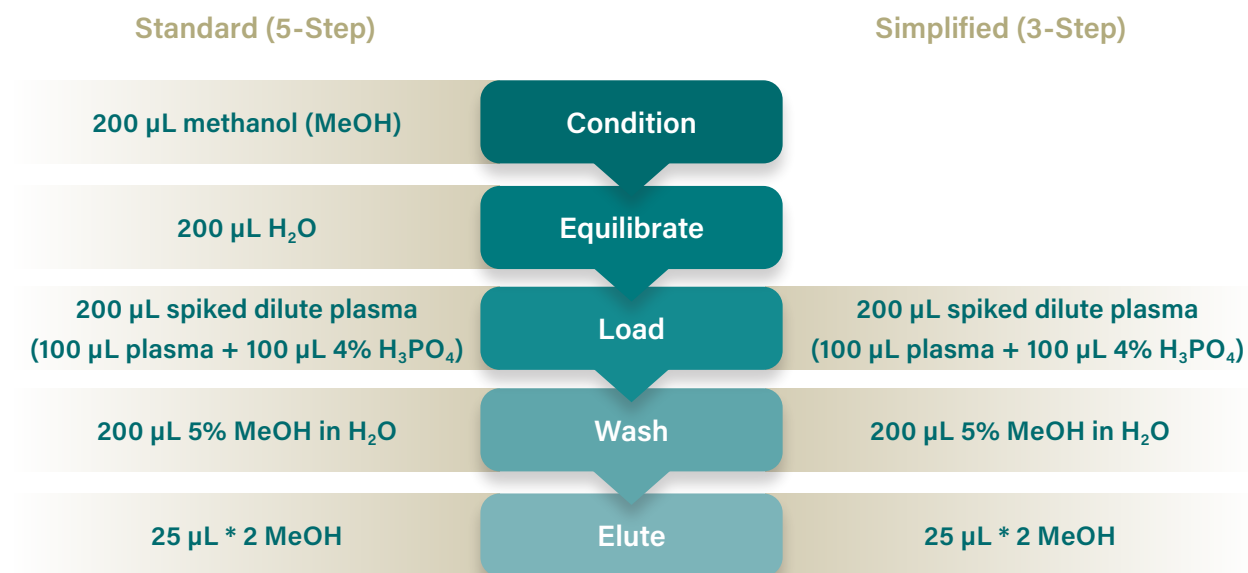 Standard (5-Step)
Simplified (3-Step)
200 µL methanol (MeOH)
Condition
200 µL H₂O
Equilibrate
200 µL spiked dilute plasma
(100 µL plasma + 100 µL 4% H₃PO₄)
Load
200 µL spiked dilute plasma
(100 µL plasma + 100 µL 4% H₃PO₄)
200 µL 5% MeOH in H₂O
Wash
200 µL 5% MeOH in H₂O
25 µL * 2 MeOH
Elute
25 µL * 2 MeOH